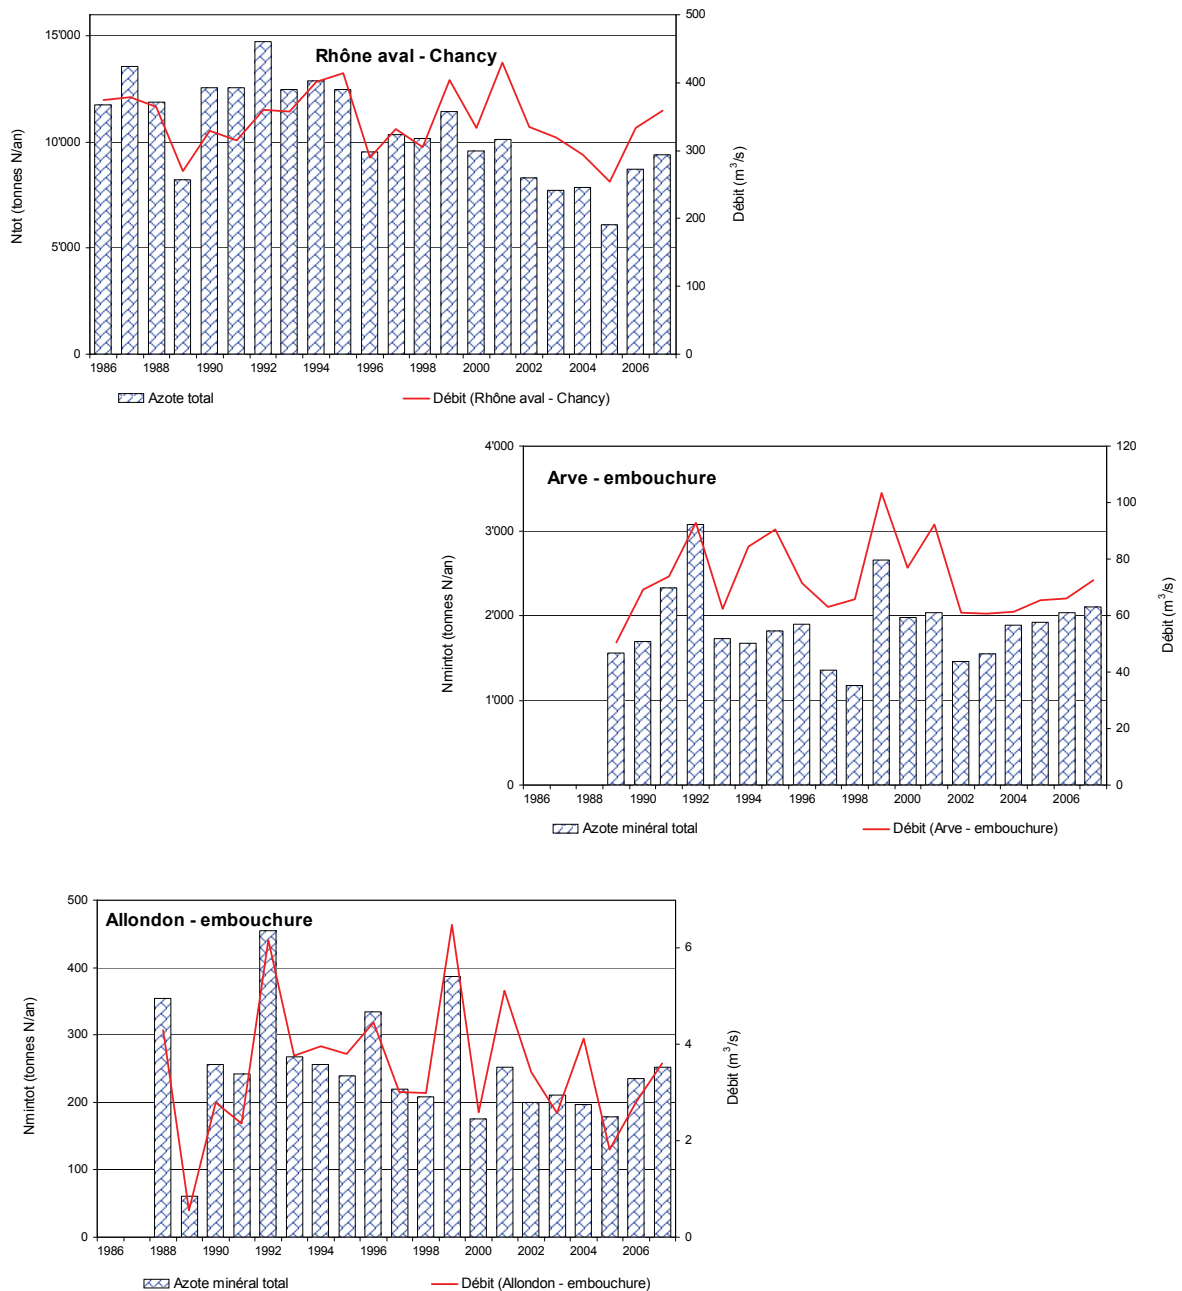 Rhône aval - Chancy
Ntot (tonnes N/an)
15'000
10'000
5'000
0
500
400
300
200
100
0
Débit (m³/s)
1986 1988 1990 1992 1994 1996 1998 2000 2002 2004 2006
Azote total Débit (Rhône aval - Chancy)
Arve - embouchure
Nmintot (tonnes N/an)
4'000
3'000
2'000
1'000
0
120
100
80
60
40
20
0
Débit (m³/s)
1986 1988 1990 1992 1994 1996 1998 2000 2002 2004 2006
Azote minéral total Débit (Arve - embouchure)
Allondon - embouchure
Nmintot (tonnes N/an)
500
400
300
200
100
0
6
4
2
0
Débit (m³/s)
1986 1988 1990 1992 1994 1996 1998 2000 2002 2004 2006
Azote minéral total Débit (Allondon - embouchure)